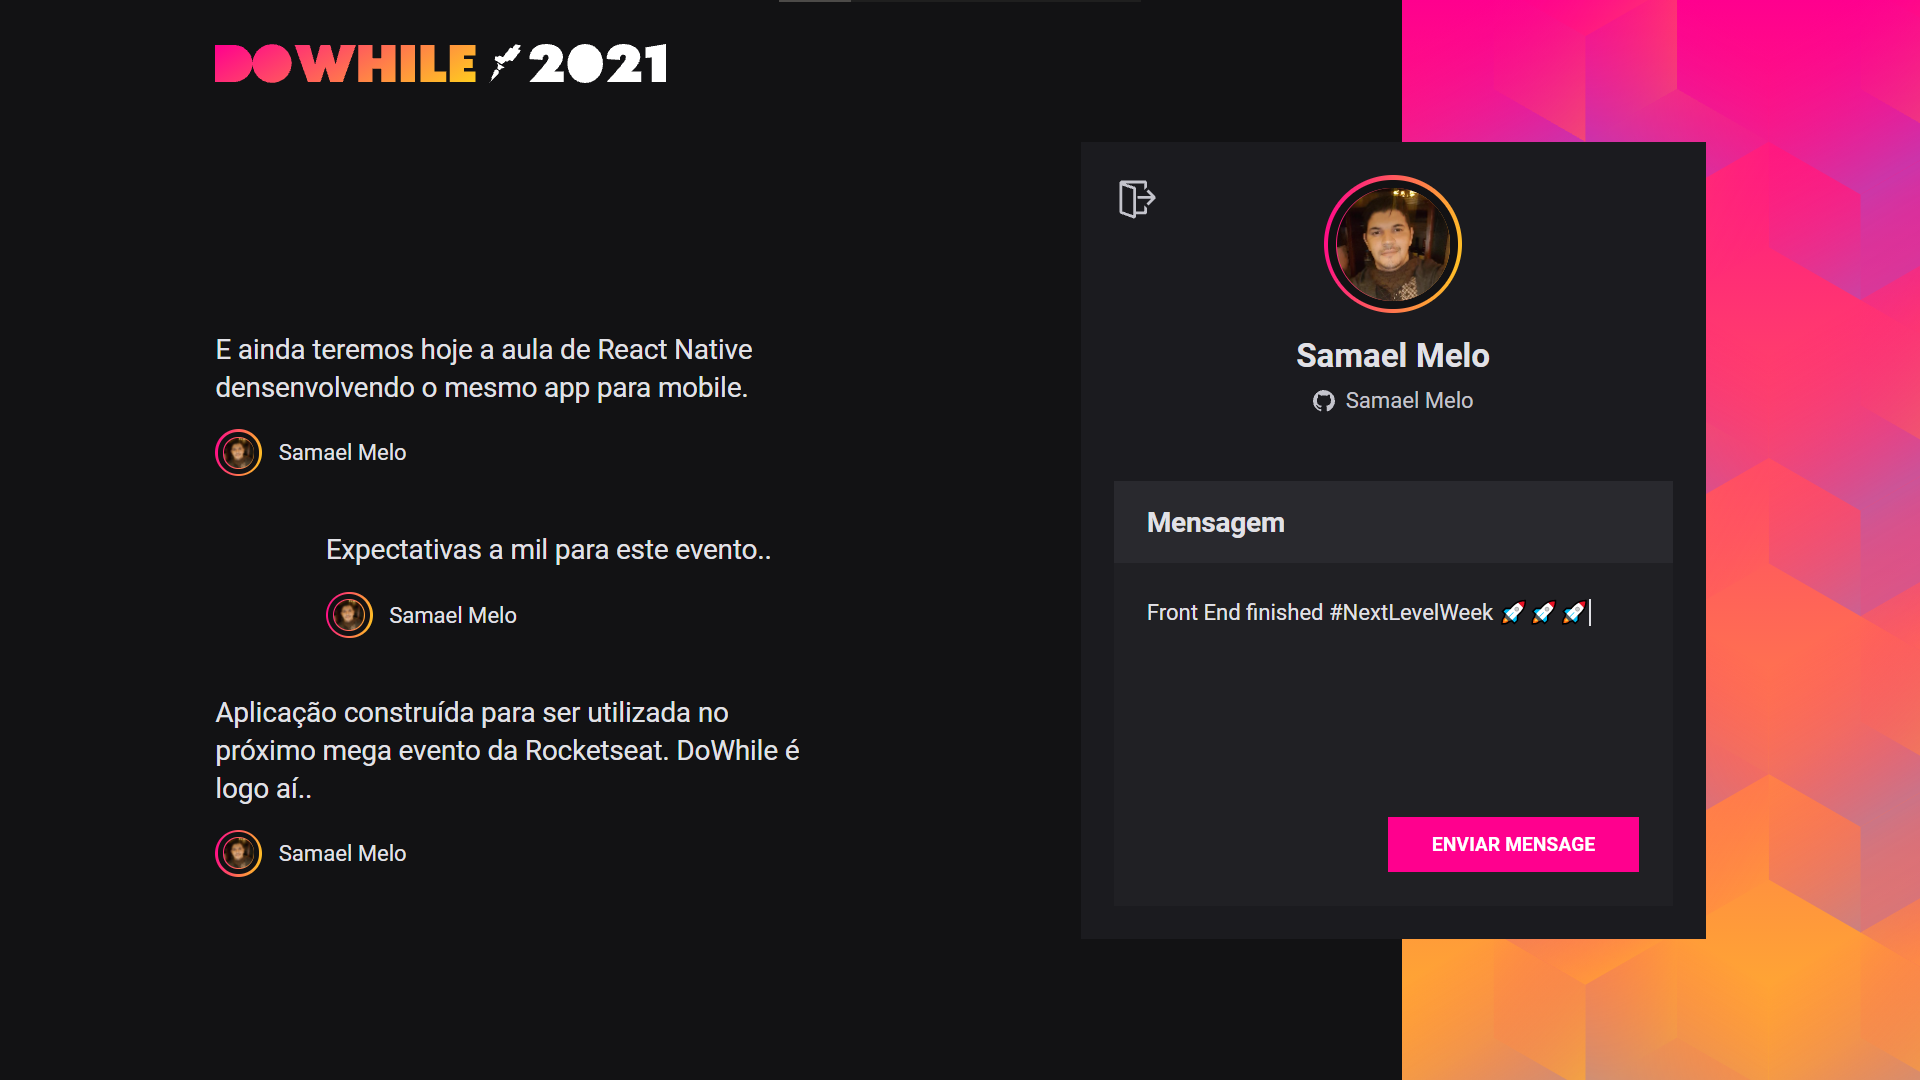 DOWHILE 2021
E ainda teremos hoje a aula de React Native
densenvolvendo o mesmo app para mobile.
Samael Melo
Expectativas a mil para este evento..
Samael Melo
Aplicação construída para ser utilizada no
próximo mega evento da Rocketseat. DoWhile é
logo aí..
Samael Melo
Samael Melo
Samael Melo
Mensagem
Front End finished #NextLevelWeek 🚀 🚀 🚀
ENVIAR MENSAGE